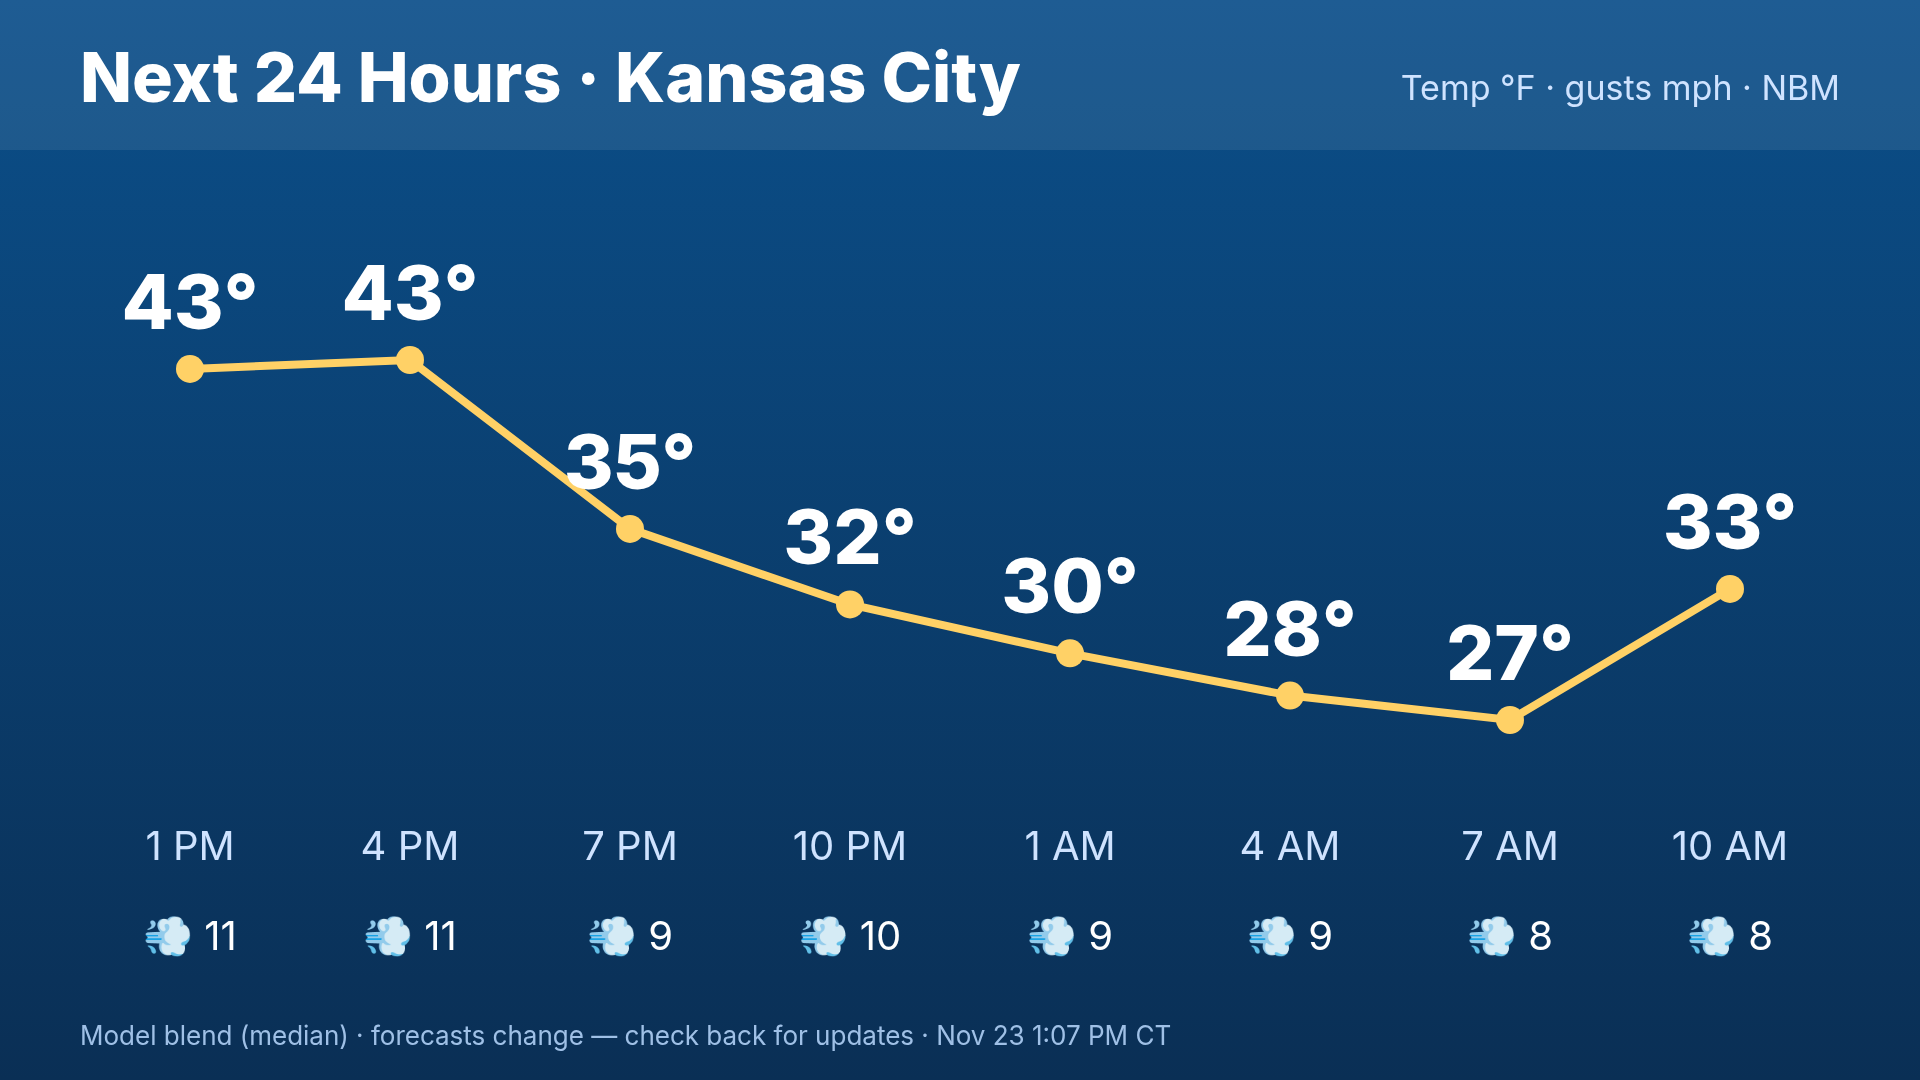 Next 24 Hours · Kansas City
Temp °F · gusts mph · NBM
43° 43° 35° 32° 30° 28° 27° 33°
1 PM 4 PM 7 PM 10 PM 1 AM 4 AM 7 AM 10 AM
💨 11 💨 11 💨 9 💨 10 💨 9 💨 9 💨 8 💨 8
Model blend (median) · forecasts change — check back for updates · Nov 23 1:07 PM CT